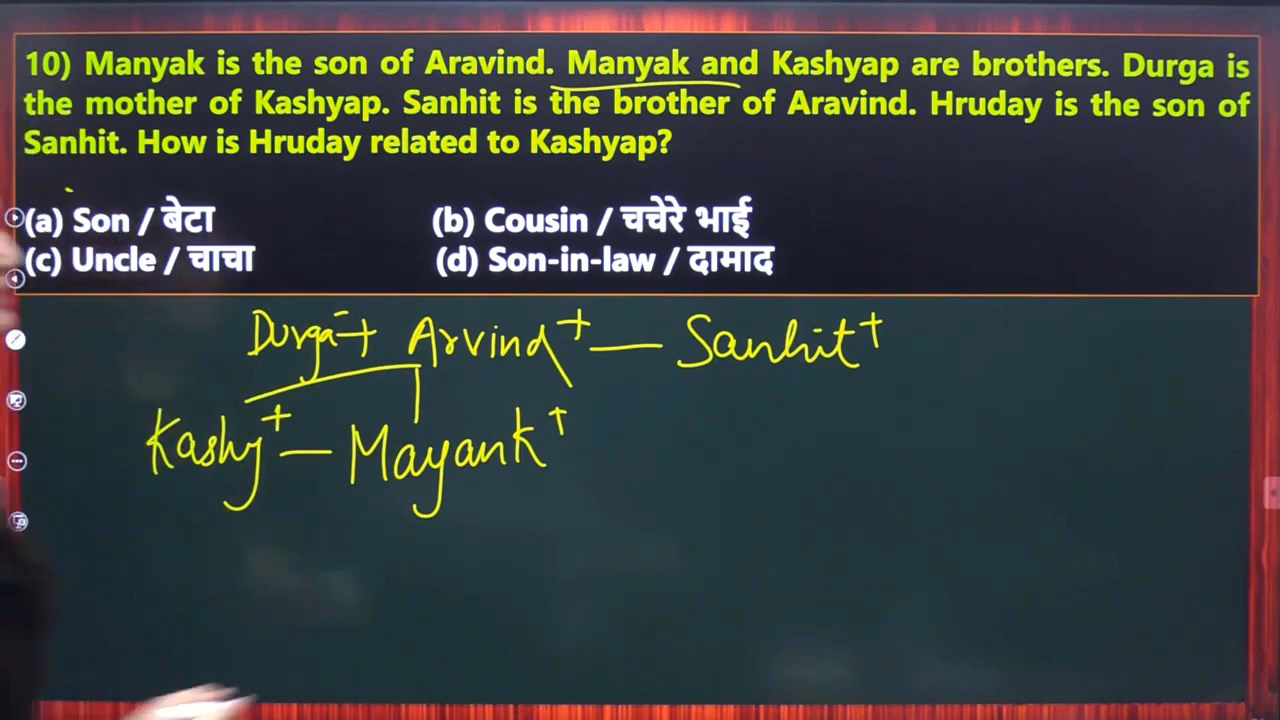 10) Manyak is the son of Aravind. Manyak and Kashyap are brothers. Durga is
the mother of Kashyap. Sanhit is the brother of Aravind. Hruday is the son of
Sanhit. How is Hruday related to Kashyap?
(a) Son / बेटा (b) Cousin / चचेरे भाई
(c) Uncle / चाचा (d) Son-in-law / दामाद
Durga - + Arvind + — Sanhit +
Kashy + — Mayank +